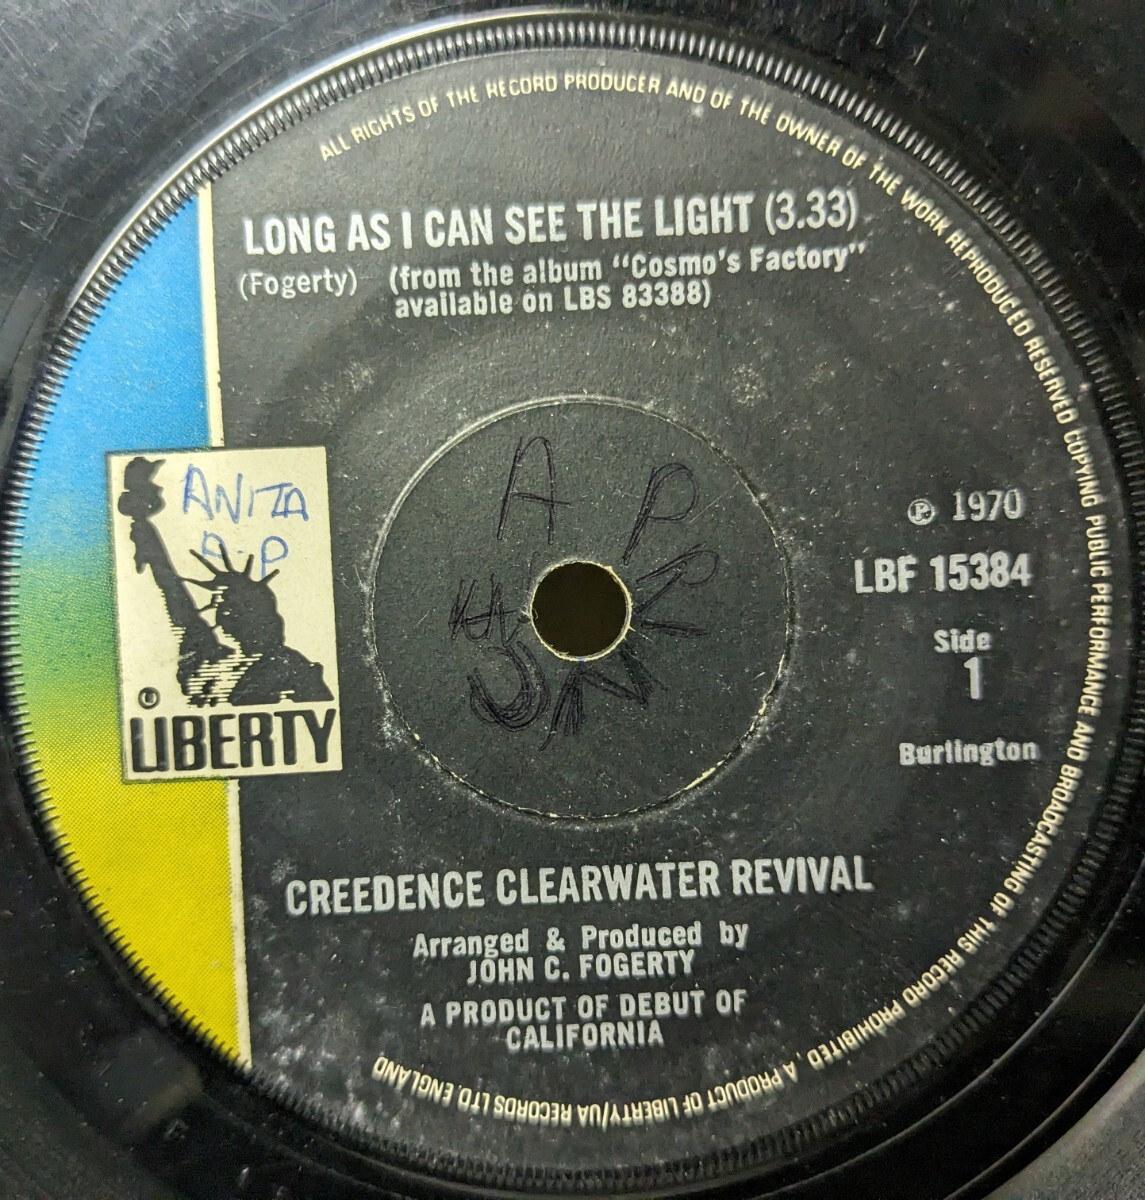 ALL RIGHTS OF THE RECORD PRODUCER AND OF THE OWNER OF THE WORK REPRODUCED RESERVED COPYING PUBLIC PERFORMANCE AND BROADCASTING OF THIS RECORD PROHIBITED. A PRODUCT OF LIBERTY/UA RECORDS LTD. ENGLAND
LONG AS I CAN SEE THE LIGHT (3.33)
(Fogerty) (from the album "Cosmo's Factory"
available on LBS 83388)
ANITA
A-P
LIBERTY
A P
℗ 1970
LBF 15384
Side
1
Burlington
CREEDENCE CLEARWATER REVIVAL
Arranged & Produced by
JOHN C. FOGERTY
A PRODUCT OF DEBUT OF
CALIFORNIA